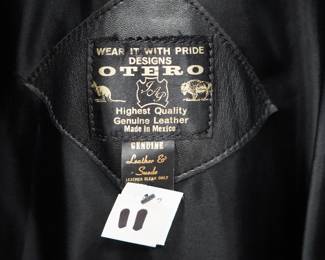 WEAR IT WITH PRIDE
DESIGNS
OTERO
JAP
Highest Quality
Genuine Leather
Made in Mexico
GENUINE
Leather &
Suede
LEATHER CLEAN ONLY